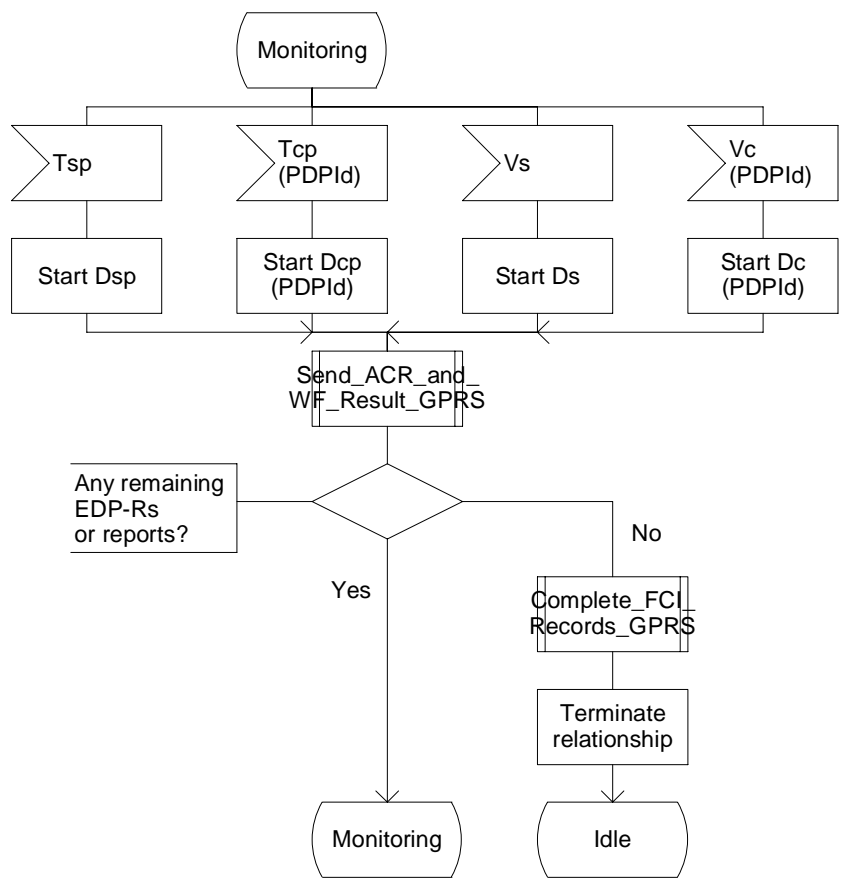 Monitoring
Tsp
Tcp
(PDPId)
Vs
Vc
(PDPId)
Start Dsp
Start Dcp
(PDPId)
Start Ds
Start Dc
(PDPId)
Send_ACR_and_
WF_Result_GPRS
Any remaining
EDP-Rs
or reports?
No
Yes
Complete_FCI_
Records_GPRS
Terminate
relationship
Monitoring
Idle